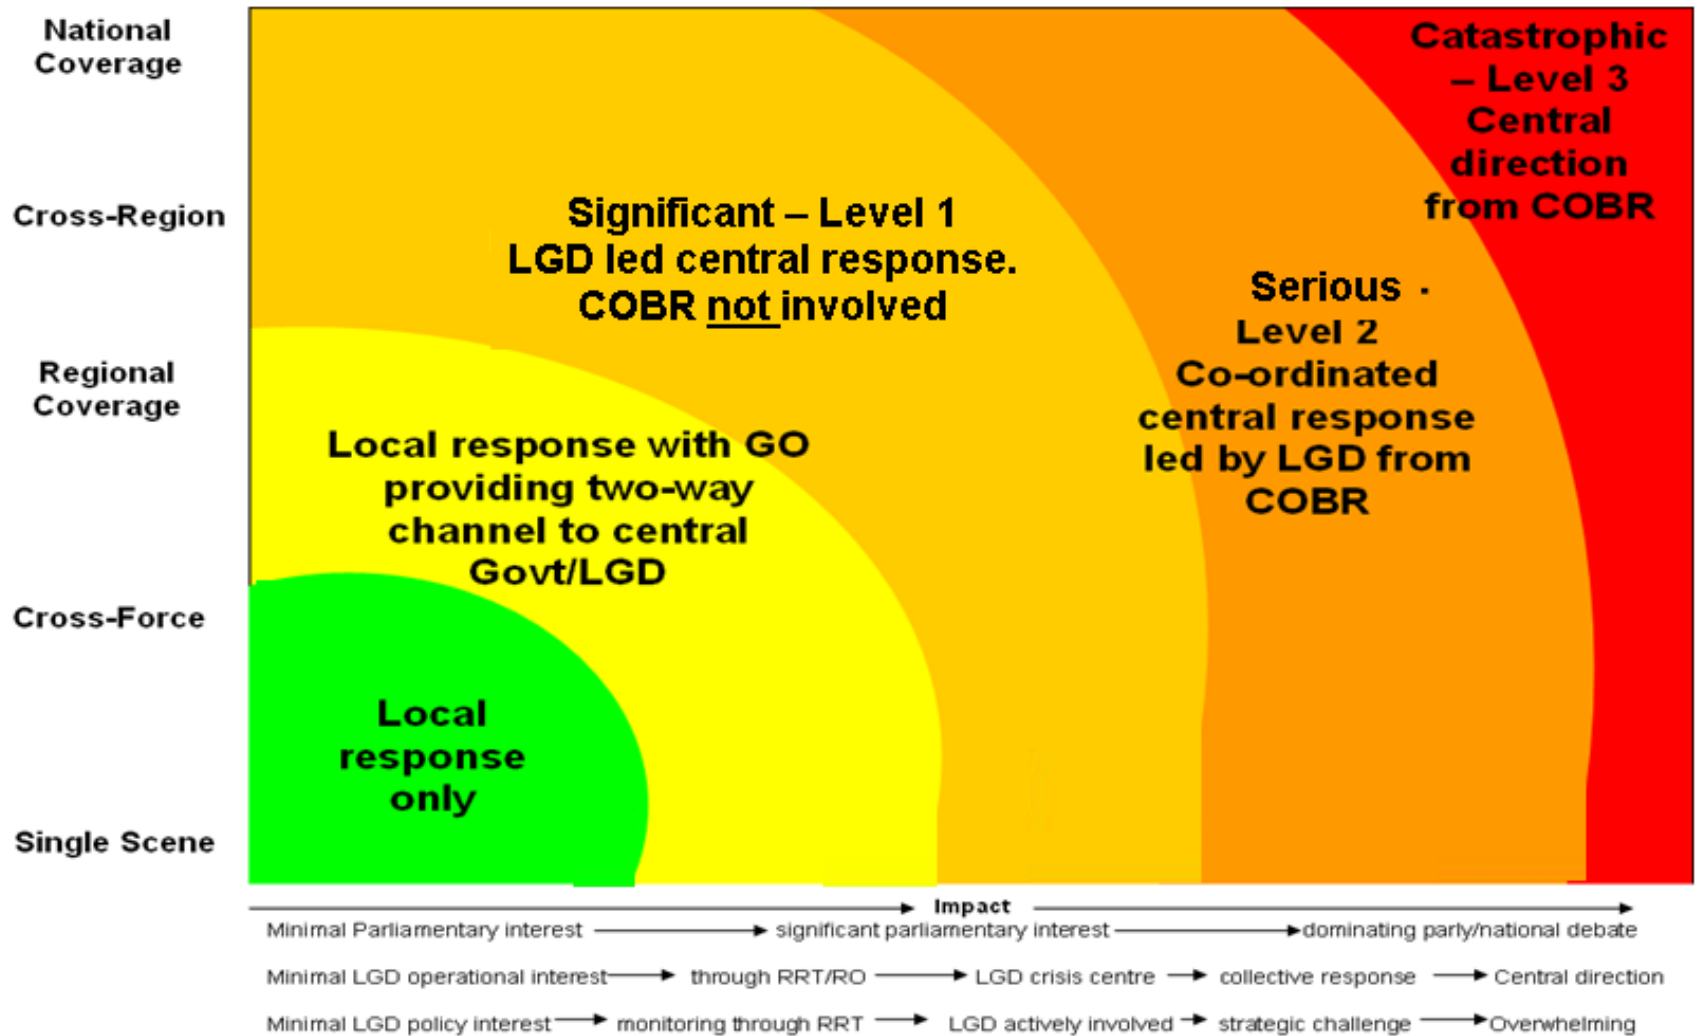 National
Coverage
Catastrophic
– Level 3
Central
direction
from COBR
Cross-Region
Significant – Level 1
LGD led central response.
COBR not involved
Serious -
Level 2
Co-ordinated
central response
led by LGD from
COBR
Regional
Coverage
Local response with GO
providing two-way
channel to central
Govt/LGD
Cross-Force
Local
response
only
Single Scene
Impact
Minimal Parliamentary interest significant parliamentary interest dominating parly/national debate
Minimal LGD operational interest through RRT/RO LGD crisis centre collective response Central direction
Minimal LGD policy interest monitoring through RRT LGD actively involved strategic challenge Overwhelming